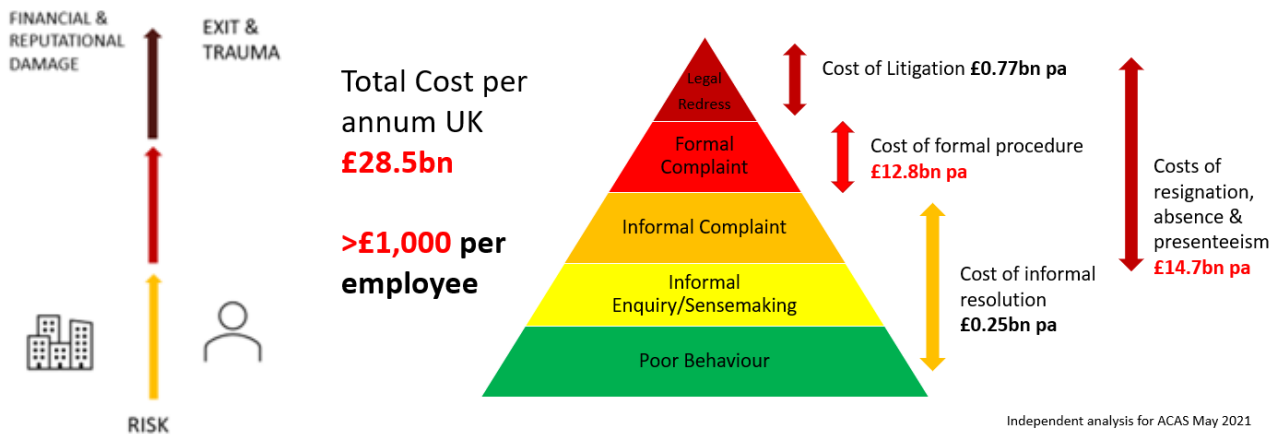 FINANCIAL &
REPUTATIONAL
DAMAGE
EXIT &
TRAUMA
RISK
Total Cost per
annum UK
£28.5bn
>£1,000 per
employee
Legal
Redress
Formal
Complaint
Informal Complaint
Informal
Enquiry/Sensemaking
Poor Behaviour
Cost of Litigation £0.77bn pa
Cost of formal procedure
£12.8bn pa
Cost of informal
resolution
£0.25bn pa
Costs of
resignation,
absence &
presenteeism
£14.7bn pa
Independent analysis for ACAS May 2021